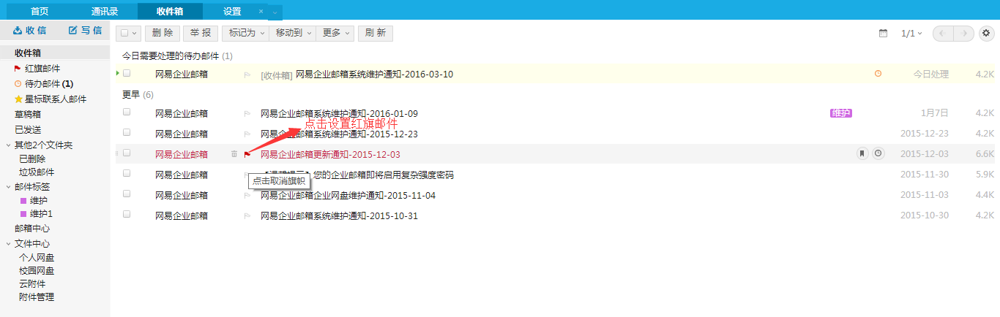 首页 通讯录 收件箱 设置 ×
收信 写信
删 除 举 报 标记为 移动到 更多 刷 新 1/1
收件箱
红旗邮件
待办邮件 (1)
星标联系人邮件
草稿箱
已发送
其他2个文件夹
已删除
垃圾邮件
邮件标签
维护
维护1
邮箱中心
文件中心
个人网盘
校园网盘
云附件
附件管理
今日需要处理的待办邮件 (1)
网易企业邮箱 [收件箱] 网易企业邮箱系统维护通知-2016-03-10 今日处理 4.2K
更早 (6)
网易企业邮箱 网易企业邮箱系统维护通知-2016-01-09 维护 1月7日 4.2K
点击设置红旗邮件
网易企业邮箱 网易企业邮箱系统维护通知-2015-12-23 2015-12-23 4.2K
网易企业邮箱 网易企业邮箱更新通知-2015-12-03 2015-12-03 6.6K
网易企业邮箱 您的企业邮箱即将启用复杂强度密码 2015-11-30 5.9K
点击取消旗帜
网易企业邮箱 网易企业邮箱企业网盘维护通知-2015-11-04 2015-11-03 4.4K
网易企业邮箱 网易企业邮箱系统维护通知-2015-10-31 2015-10-30 4.2K